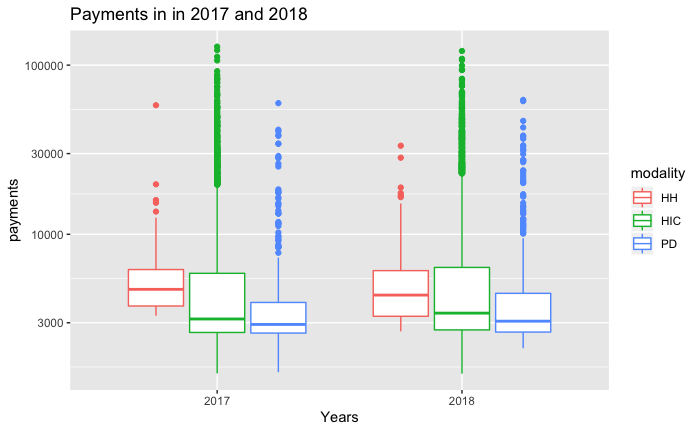 Payments in in 2017 and 2018
100000
30000
10000
3000
payments
2017
2018
Years
modality
HH
HIC
PD